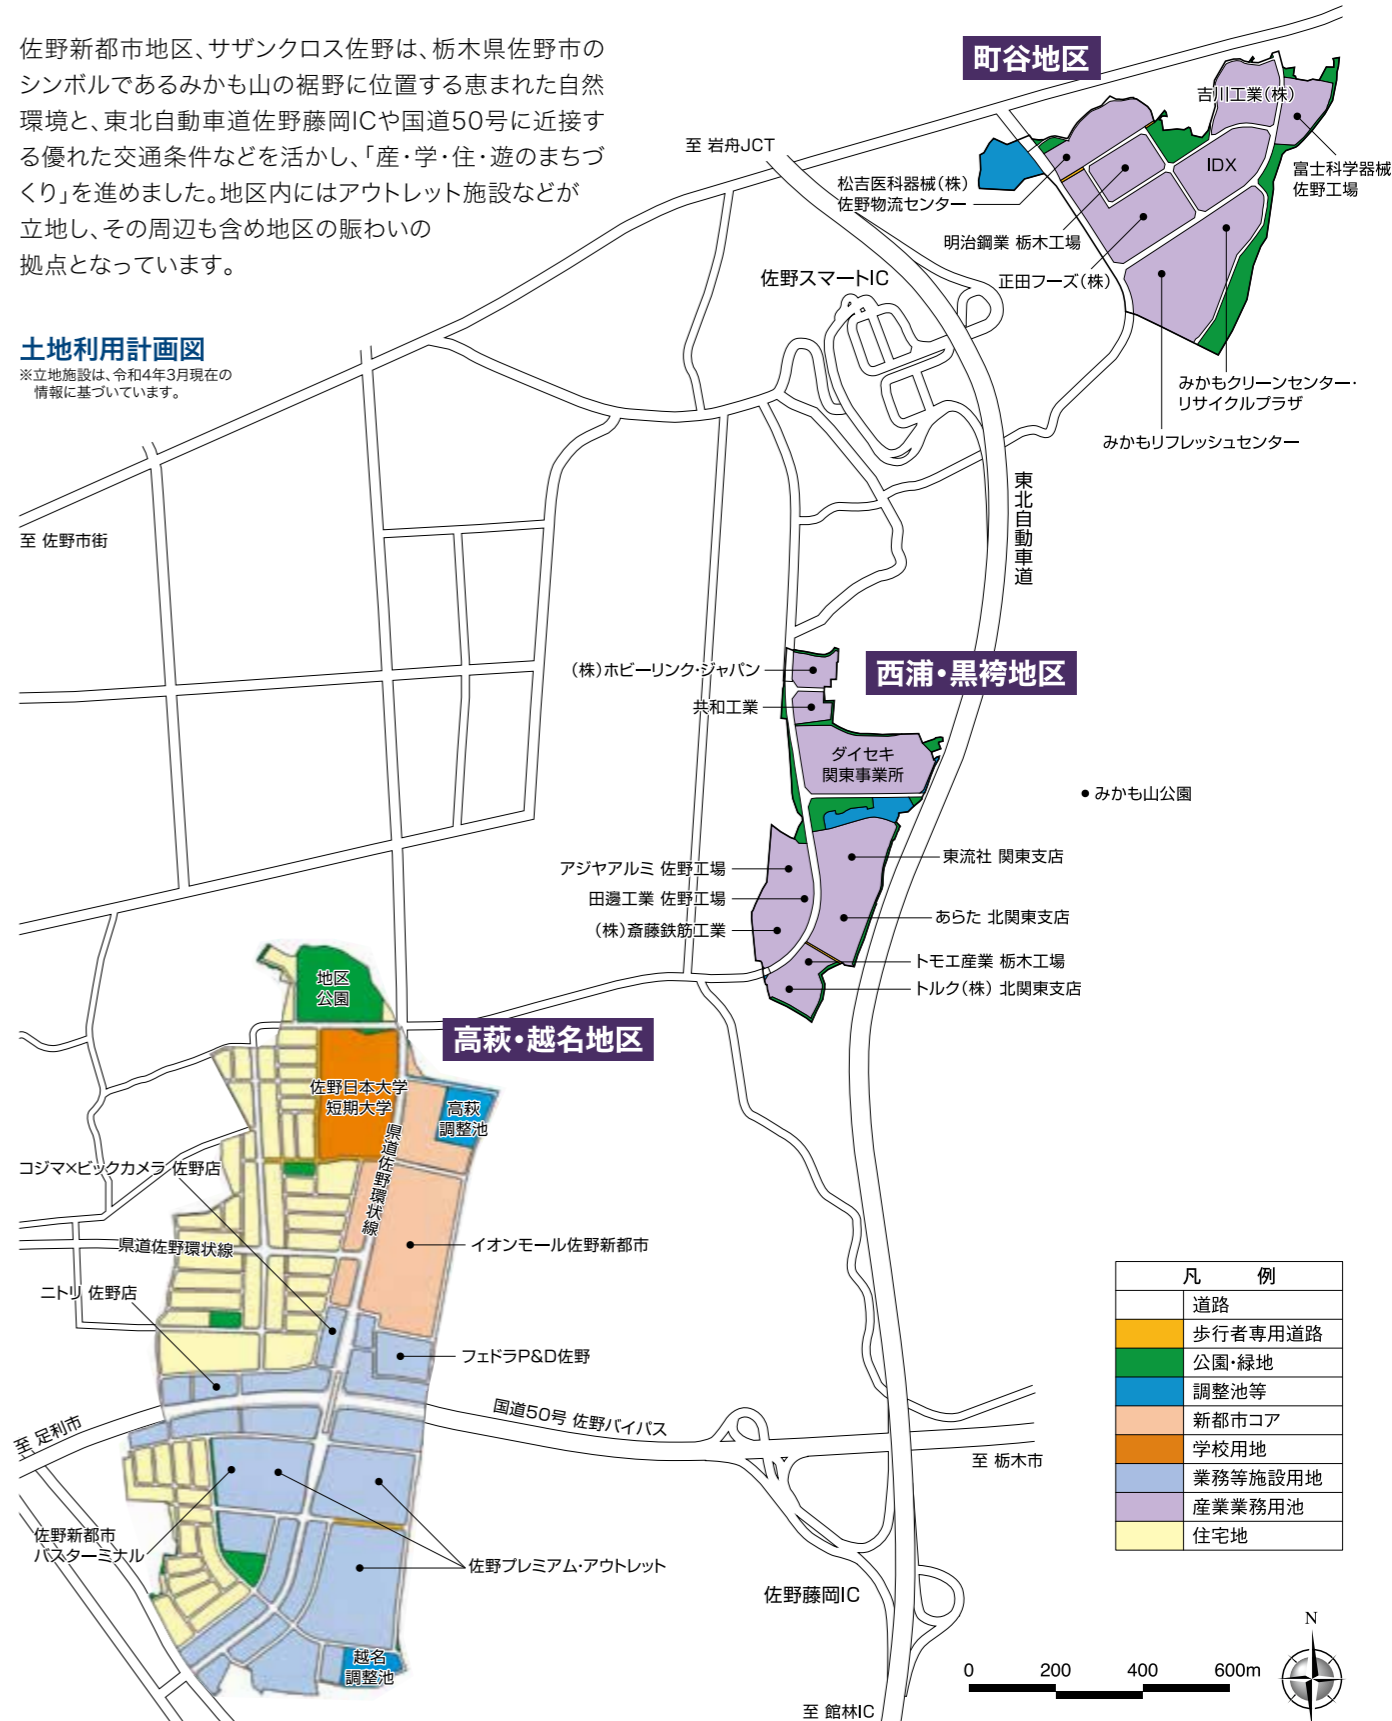 佐野新都市地区、サザンクロス佐野は、栃木県佐野市の
シンボルであるみかも山の裾野に位置する恵まれた自然
環境と、東北自動車道佐野藤岡ICや国道50号に近接す
る優れた交通条件などを活かし、「産・学・住・遊のまちづ
くり」を進めました。地区内にはアウトレット施設などが
立地し、その周辺も含め地区の賑わいの
拠点となっています。
土地利用計画図
※立地施設は、令和4年3月現在の
情報に基づいています。
町谷地区
吉川工業(株)
富士科学器械
佐野工場
IDX
至 岩舟JCT
松吉医科器械(株)
佐野物流センター
明治鋼業 栃木工場
正田フーズ(株)
佐野スマートIC
みかもクリーンセンター・
リサイクルプラザ
みかもリフレッシュセンター
東北自動車道
至 佐野市街
(株)ホビーリンク・ジャパン
西浦・黒袴地区
共和工業
ダイセキ
関東事業所
みかも山公園
東流社 関東支店
アジヤアルミ 佐野工場
田邉工業 佐野工場
あらた 北関東支店
(株)斎藤鉄筋工業
トモエ産業 栃木工場
トルク(株) 北関東支店
地区
公園
高萩・越名地区
佐野日本大学
短期大学
高萩
調整池
県道佐野環状線
コジマ×ビックカメラ 佐野店
県道佐野環状線
イオンモール佐野新都市
ニトリ 佐野店
フェドラP&D佐野
国道50号 佐野バイパス
至 足利市
至 栃木市
佐野新都市
バスターミナル
佐野プレミアム・アウトレット
佐野藤岡IC
越名
調整池
至 館林IC
凡 例
道路
歩行者専用道路
公園・緑地
調整池等
新都市コア
学校用地
業務等施設用地
産業業務用池
住宅地
N
0 200 400 600m